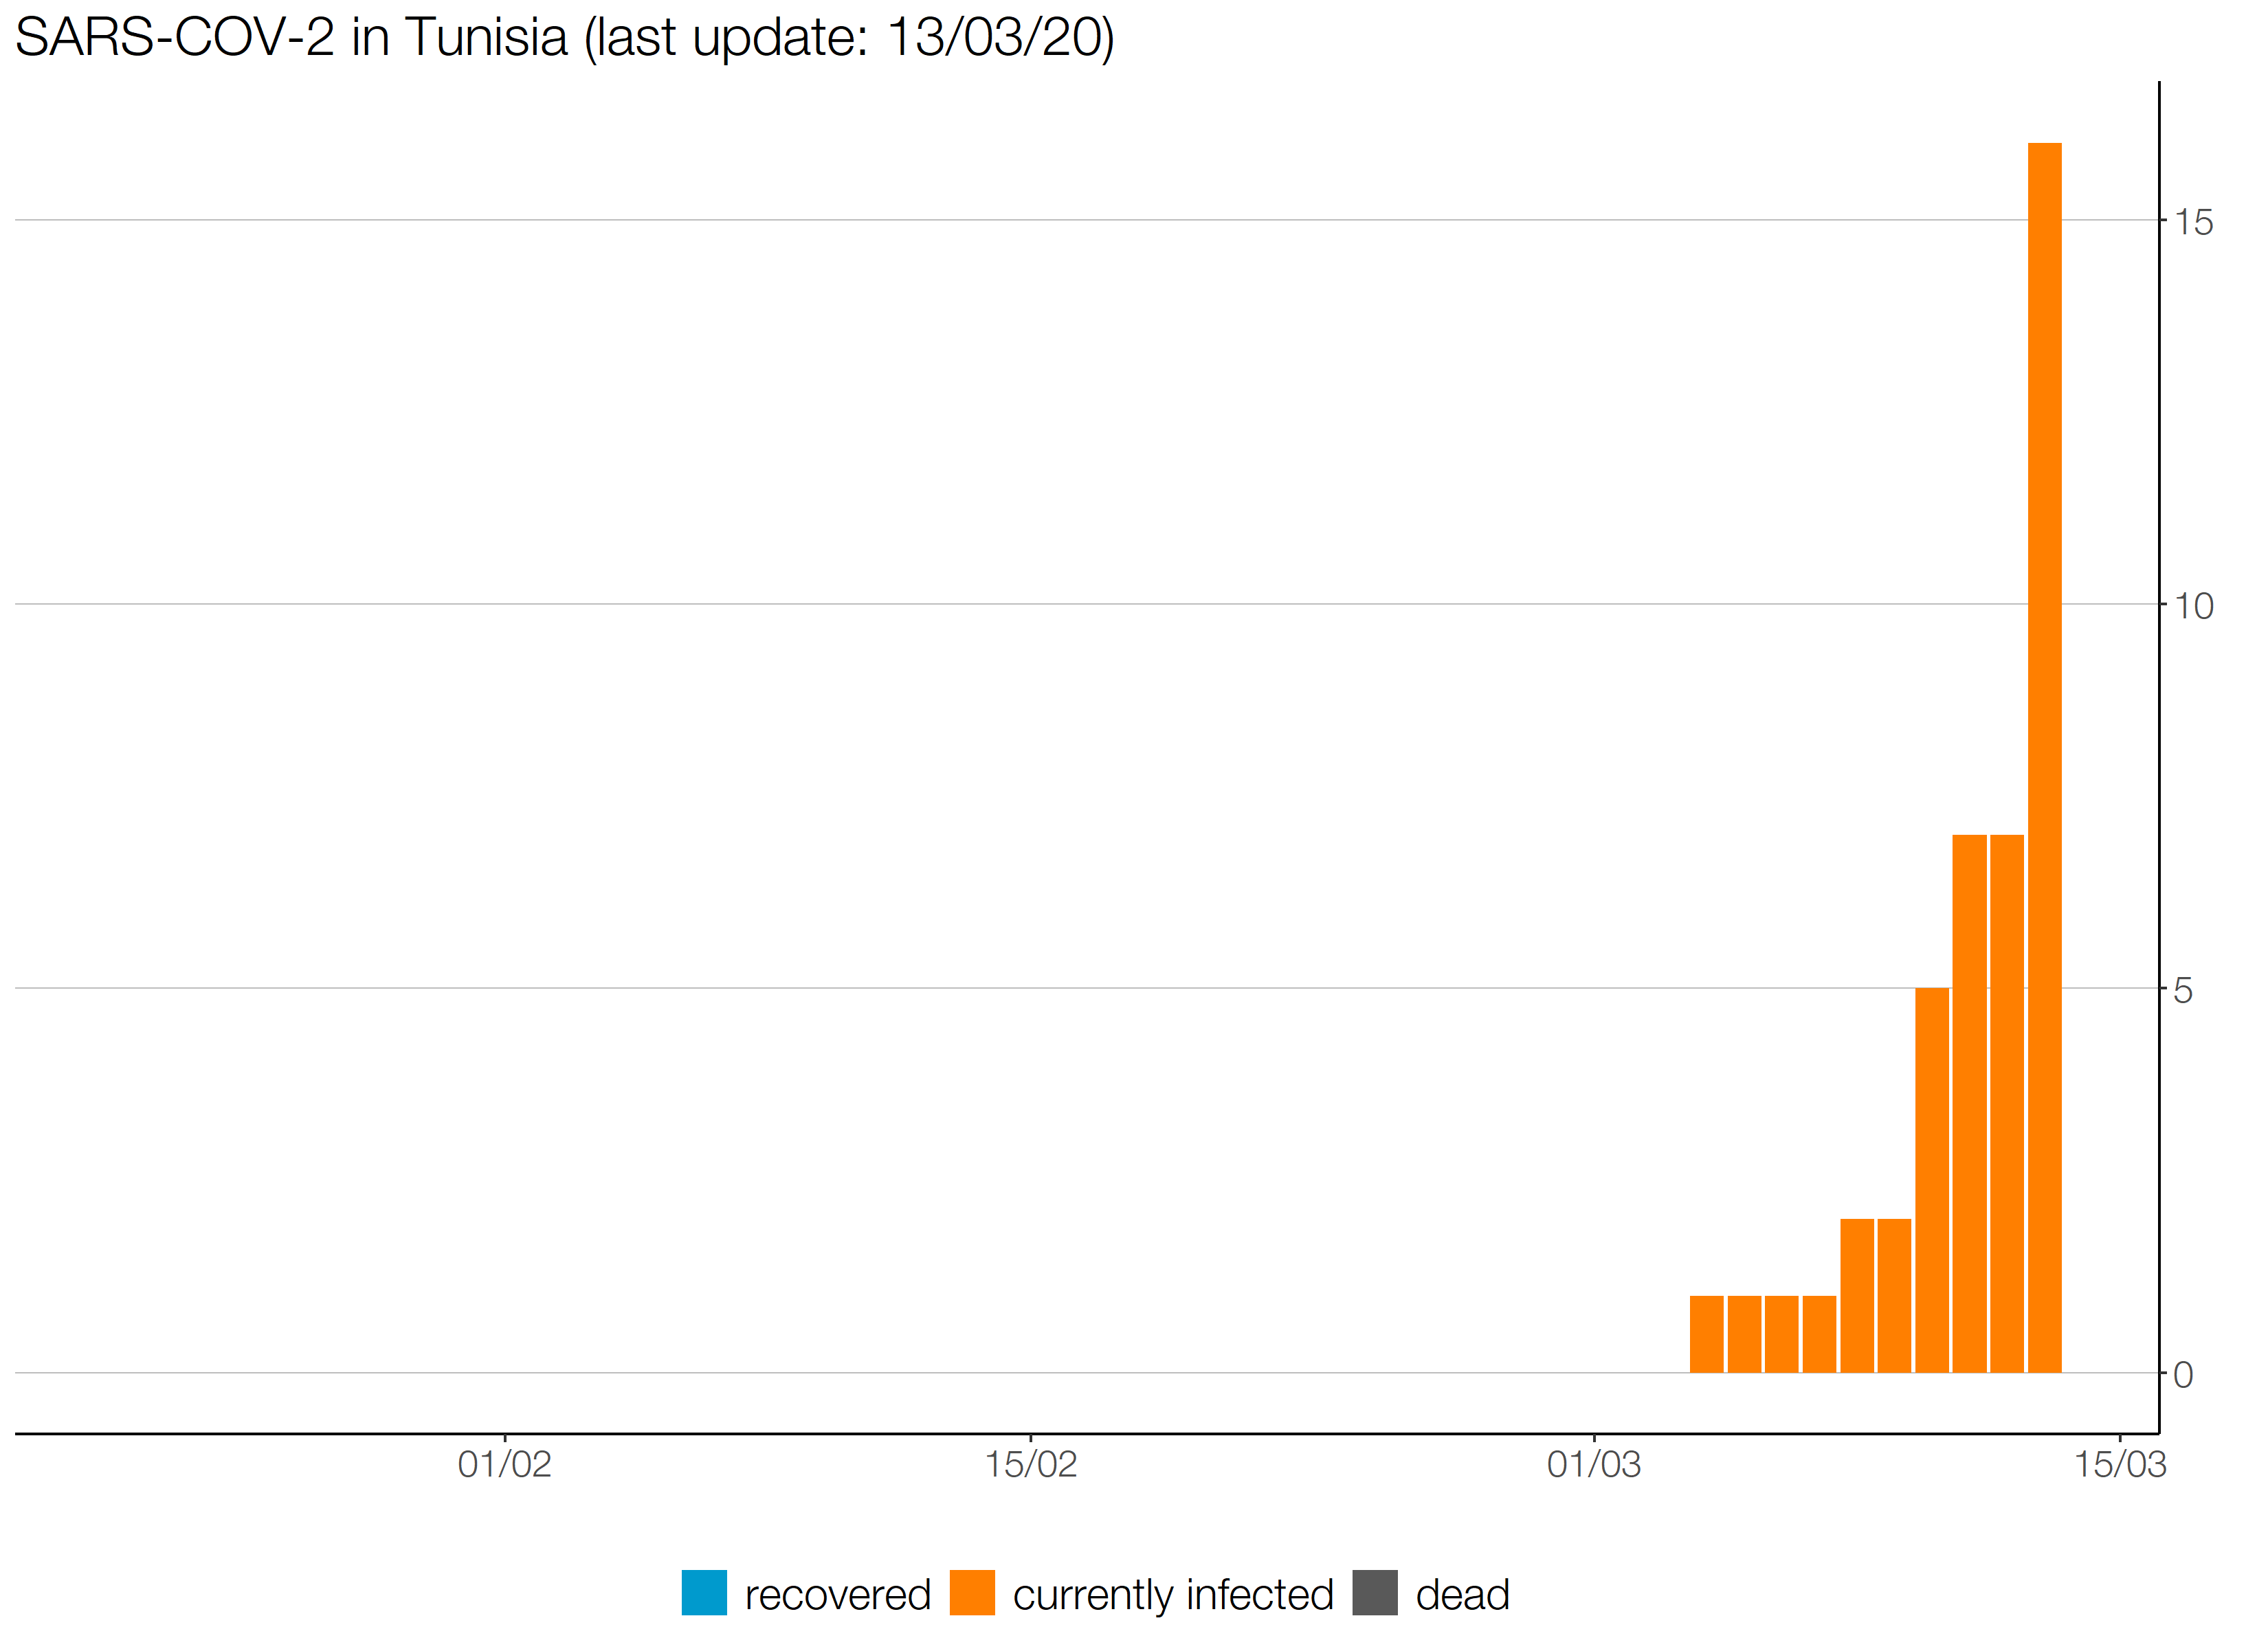 SARS-COV-2 in Tunisia (last update: 13/03/20)
15
10
5
0
01/02 15/02 01/03 15/03
recovered currently infected dead